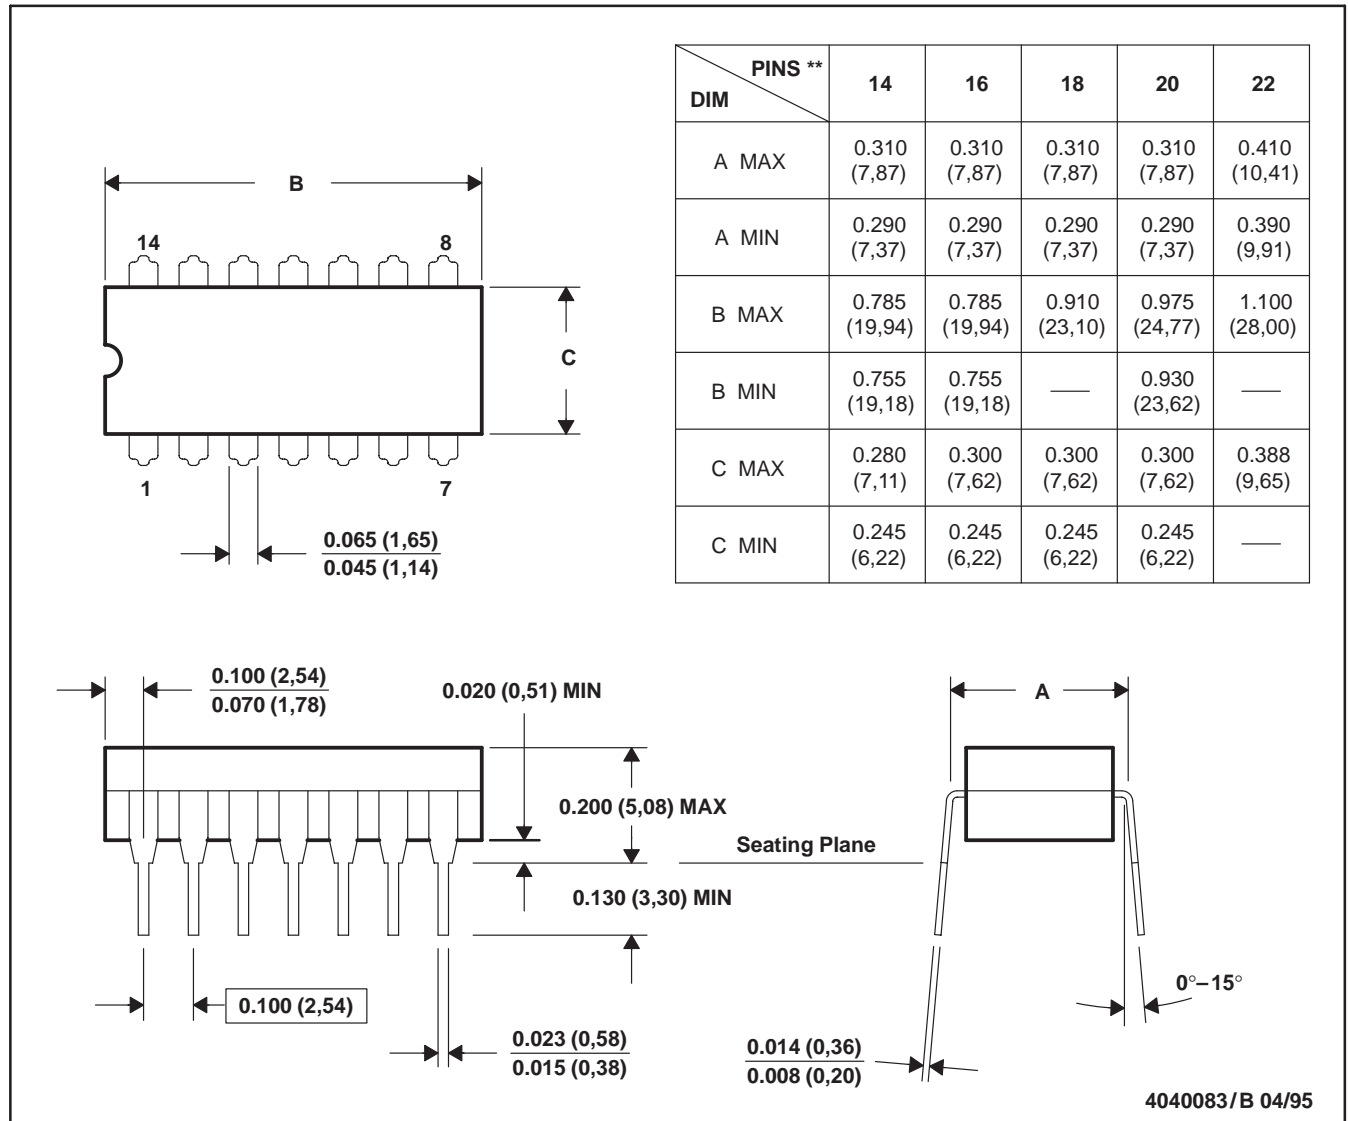 PINS **
DIM
14 16 18 20 22
A MAX
0.310 0.310 0.310 0.310 0.410
(7,87) (7,87) (7,87) (7,87) (10,41)
A MIN
0.290 0.290 0.290 0.290 0.390
(7,37) (7,37) (7,37) (7,37) (9,91)
B MAX
0.785 0.785 0.910 0.975 1.100
(19,94) (19,94) (23,10) (24,77) (28,00)
B MIN
0.755 0.755 — 0.930 —
(19,18) (19,18) (23,62)
C MAX
0.280 0.300 0.300 0.300 0.388
(7,11) (7,62) (7,62) (7,62) (9,65)
C MIN
0.245 0.245 0.245 0.245 —
(6,22) (6,22) (6,22) (6,22)
B
14
8
C
1
7
0.065 (1,65)
0.045 (1,14)
0.100 (2,54)
0.070 (1,78)
0.020 (0,51) MIN
0.200 (5,08) MAX
Seating Plane
0.130 (3,30) MIN
0.100 (2,54)
0.023 (0,58)
0.015 (0,38)
A
0°–15°
0.014 (0,36)
0.008 (0,20)
4040083/B 04/95